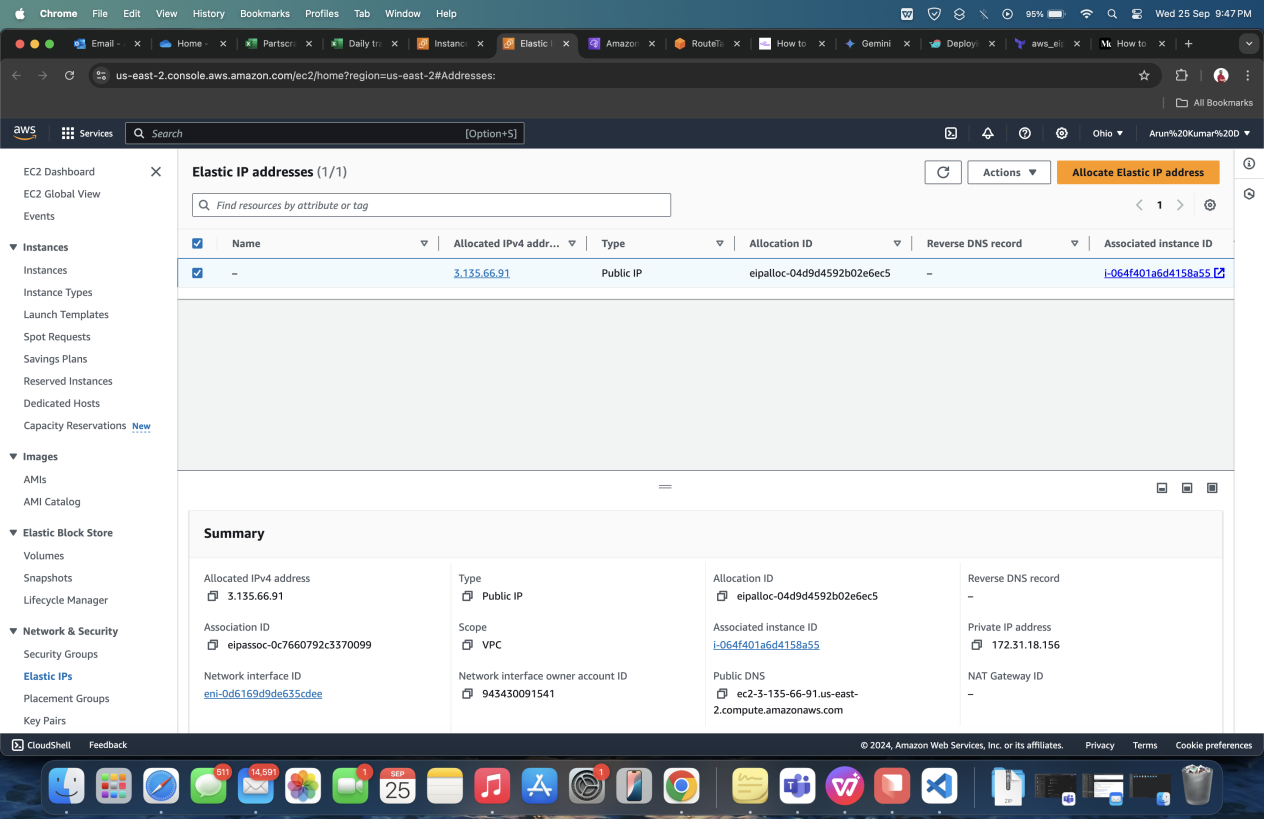 Chrome File Edit View History Bookmarks Profiles Tab Window Help 95% Wed 25 Sep 9:47 PM
Email - Home - Partscre Daily tra Instance Elastic Amazon RouteTa How to Gemini Deployi aws_eip How to
us-east-2.console.aws.amazon.com/ec2/home?region=us-east-2#Addresses:
All Bookmarks
aws Services Search [Option+S] Ohio ▼ Arun%20Kumar%20D ▼
EC2 Dashboard
EC2 Global View
Events
Instances
Instances
Instance Types
Launch Templates
Spot Requests
Savings Plans
Reserved Instances
Dedicated Hosts
Capacity Reservations New
Images
AMIs
AMI Catalog
Elastic Block Store
Volumes
Snapshots
Lifecycle Manager
Network & Security
Security Groups
Elastic IPs
Placement Groups
Key Pairs
Elastic IP addresses (1/1)
Actions ▼ Allocate Elastic IP address
Find resources by attribute or tag
1
Name Allocated IPv4 addr... Type Allocation ID Reverse DNS record Associated instance ID
– 3.135.66.91 Public IP eipalloc-04d9d4592b02e6ec5 – i-064f401a6d4158a55
Summary
Allocated IPv4 address Type Allocation ID Reverse DNS record
3.135.66.91 Public IP eipalloc-04d9d4592b02e6ec5 –
Association ID Scope Associated instance ID Private IP address
eipassoc-0c7660792c3370099 VPC i-064f401a6d4158a55 172.31.18.156
Network interface ID Network interface owner account ID Public DNS NAT Gateway ID
eni-0d6169d9de635cdee 943430091541 ec2-3-135-66-91.us-east- –
2.compute.amazonaws.com
CloudShell Feedback © 2024, Amazon Web Services, Inc. or its affiliates. Privacy Terms Cookie preferences
511 14,591 1 SEP 1
25
ZIP